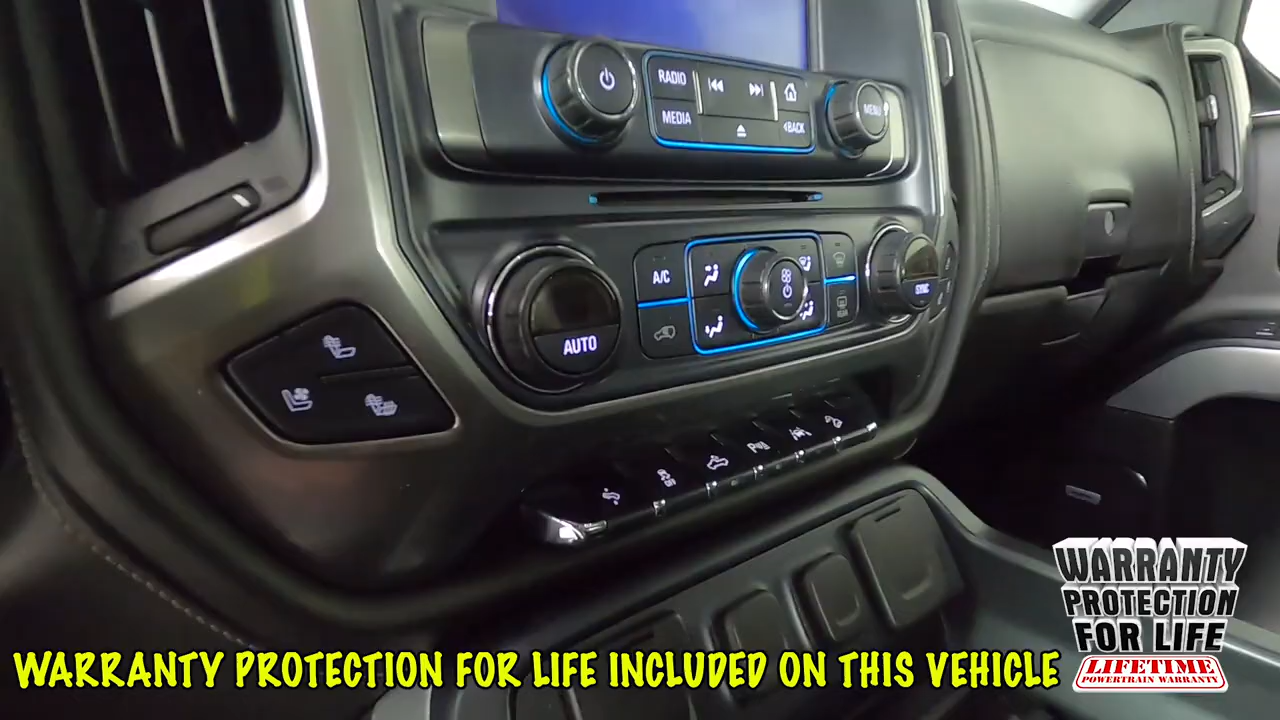 RADIO
MEDIA
BACK
MENU
A/C
AUTO
REAR
SYNC
WARRANTY
PROTECTION
FOR LIFE
LIFETIME
POWERTRAIN WARRANTY
WARRANTY PROTECTION FOR LIFE INCLUDED ON THIS VEHICLE